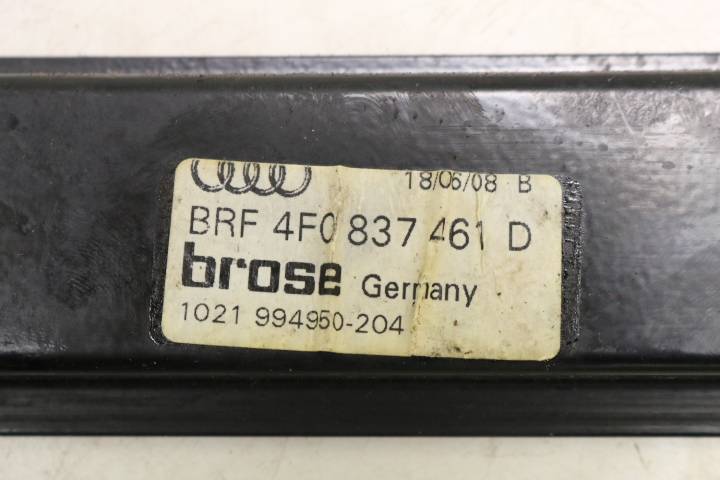 18/06/08 B
BRF 4F0 837 461 D
brose Germany
1021 994950-204